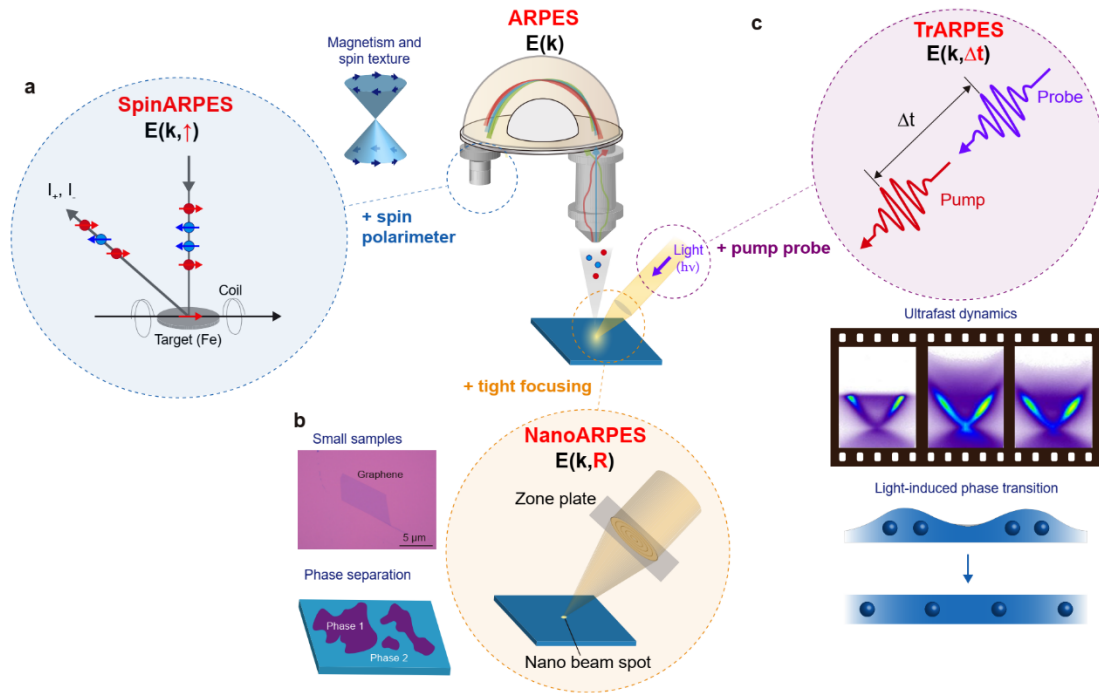 ARPES
E(k)
Magnetism and
spin texture
a
SpinARPES
E(k,↑)
I+, I-
Coil
Target (Fe)
+ spin
polarimeter
Light
(hν)
+ pump probe
+ tight focusing
c
TrARPES
E(k,Δt)
Probe
Δt
Pump
Ultrafast dynamics
Light-induced phase transition
b
Small samples
Graphene
5 μm
Phase separation
Phase 1
Phase 2
NanoARPES
E(k,R)
Zone plate
Nano beam spot